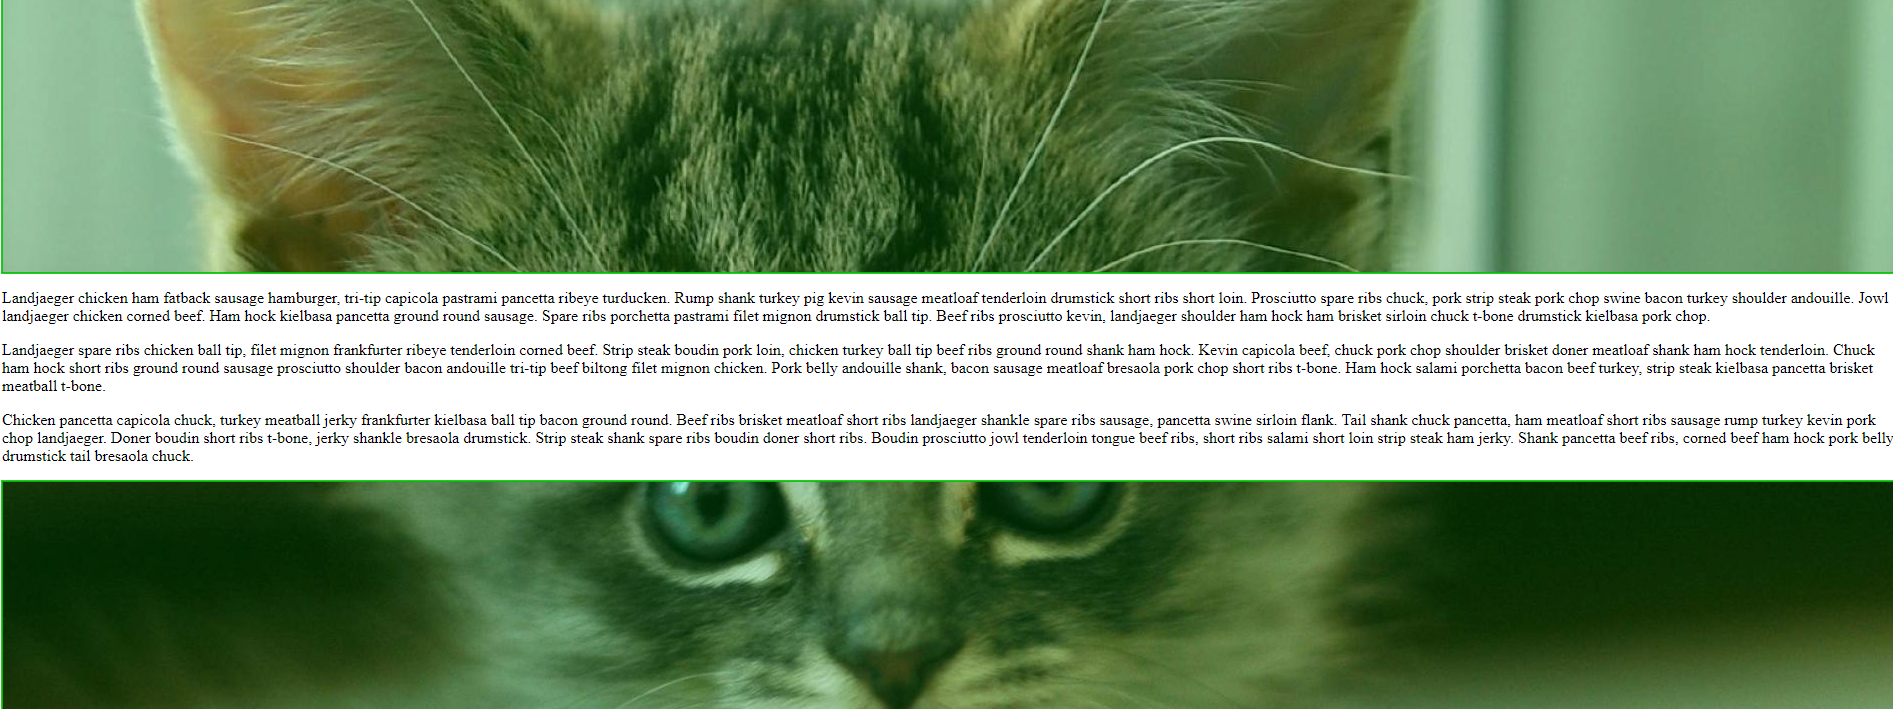 Landjaeger chicken ham fatback sausage hamburger, tri-tip capicola pastrami pancetta ribeye turducken. Rump shank turkey pig kevin sausage meatloaf tenderloin drumstick short ribs short loin. Prosciutto spare ribs chuck, pork strip steak pork chop swine bacon turkey shoulder andouille. Jowl
landjaeger chicken corned beef. Ham hock kielbasa pancetta ground round sausage. Spare ribs porchetta pastrami filet mignon drumstick ball tip. Beef ribs prosciutto kevin, landjaeger shoulder ham hock ham brisket sirloin chuck t-bone drumstick kielbasa pork chop.
Landjaeger spare ribs chicken ball tip, filet mignon frankfurter ribeye tenderloin corned beef. Strip steak boudin pork loin, chicken turkey ball tip beef ribs ground round shank ham hock. Kevin capicola beef, chuck pork chop shoulder brisket doner meatloaf shank ham hock tenderloin. Chuck
ham hock short ribs ground round sausage prosciutto shoulder bacon andouille tri-tip beef biltong filet mignon chicken. Pork belly andouille shank, bacon sausage meatloaf bresaola pork chop short ribs t-bone. Ham hock salami porchetta bacon beef turkey, strip steak kielbasa pancetta brisket
meatball t-bone.
Chicken pancetta capicola chuck, turkey meatball jerky frankfurter kielbasa ball tip bacon ground round. Beef ribs brisket meatloaf short ribs landjaeger shankle spare ribs sausage, pancetta swine sirloin flank. Tail shank chuck pancetta, ham meatloaf short ribs sausage rump turkey kevin pork
chop landjaeger. Doner boudin short ribs t-bone, jerky shankle bresaola drumstick. Strip steak shank spare ribs boudin doner short ribs. Boudin prosciutto jowl tenderloin tongue beef ribs, short ribs salami short loin strip steak ham jerky. Shank pancetta beef ribs, corned beef ham hock pork belly
drumstick tail bresaola chuck.